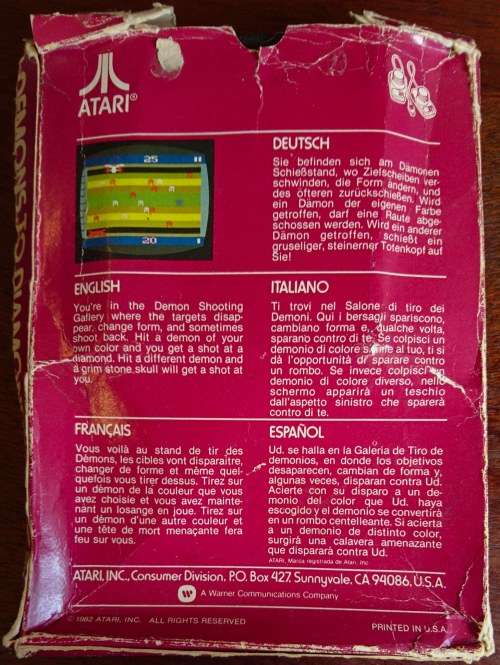 ATARI®
DEMONS TO DIAM
25
20
DEUTSCH
Sie befinden sich am Dämonen
Schießstand, wo Zielscheiben ver-
schwinden, die Form ändern, und
des öfteren zurückschießen. Wird
ein Dämon der eigenen Farbe
getroffen, darf eine Raute abge-
schossen werden. Wird ein anderer
Dämon getroffen, schießt ein
gruseliger, steinerner Totenkopf auf
Sie!
ENGLISH
You're in the Demon Shooting
Gallery where the targets disap-
pear, change form, and sometimes
shoot back. Hit a demon of your
own color and you get a shot at a
diamond. Hit a different demon and
a grim stone skull will get a shot at
you.
ITALIANO
Ti trovi nel Salone di tiro dei
Demoni. Qui i bersagli spariscono,
cambiano forma e, qualche volta,
sparano contro di te. Se colpisci un
demonio di colore simile al tuo, ti si
dà l'opportunità di sparare contro
un rombo. Se invece colpisci un
demonio di colore diverso, nello
schermo apparirà un teschio
dall'aspetto sinistro che sparerà
contro di te.
FRANÇAIS
Vous voilà au stand de tir des
Démons, les cibles vont disparaitre,
changer de forme et même quel-
quefois vous tirer dessus. Tirez sur
un démon de la couleur que vous
avez choisie et vous avez mainte-
nant un losange en joue. Tirez sur
un démon d'une autre couleur et
une tête de mort menaçante fera
feu sur vous.
ESPAÑOL
Ud. se halla en la Galería de Tiro de
demonios, en donde los objetivos
desaparecen, cambian de forma y,
algunas veces, disparan contra Ud.
Acierte con su disparo a un de-
monio del color que Ud. haya
escogido y el demonio se convertirá
en un rombo centelleante. Si acierta
a un demonio de distinto color,
surgirá una calavera amenazante
que disparará contra Ud.
ATARI, Marca registrada de Atari, Inc.
ATARI, INC., Consumer Division, P.O. Box 427, Sunnyvale, CA 94086, U.S.A.
A Warner Communications Company
© 1982 ATARI, INC. ALL RIGHTS RESERVED
PRINTED IN U.S.A.